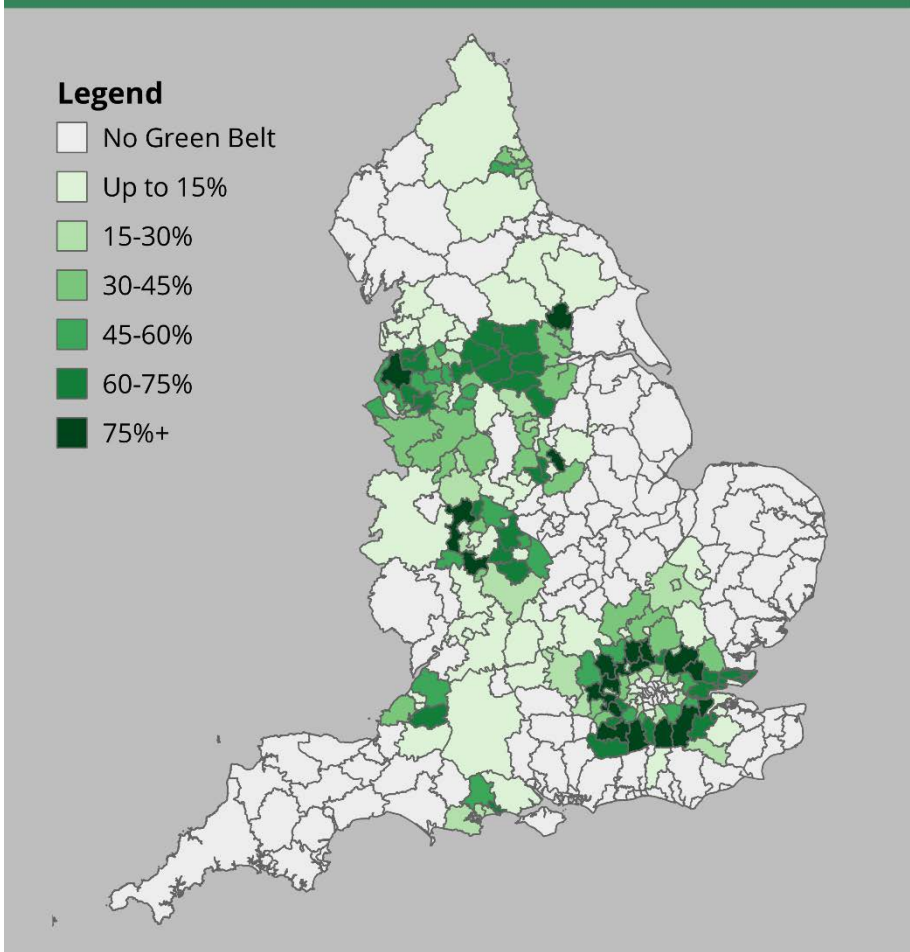 Legend
No Green Belt
Up to 15%
15-30%
30-45%
45-60%
60-75%
75%+